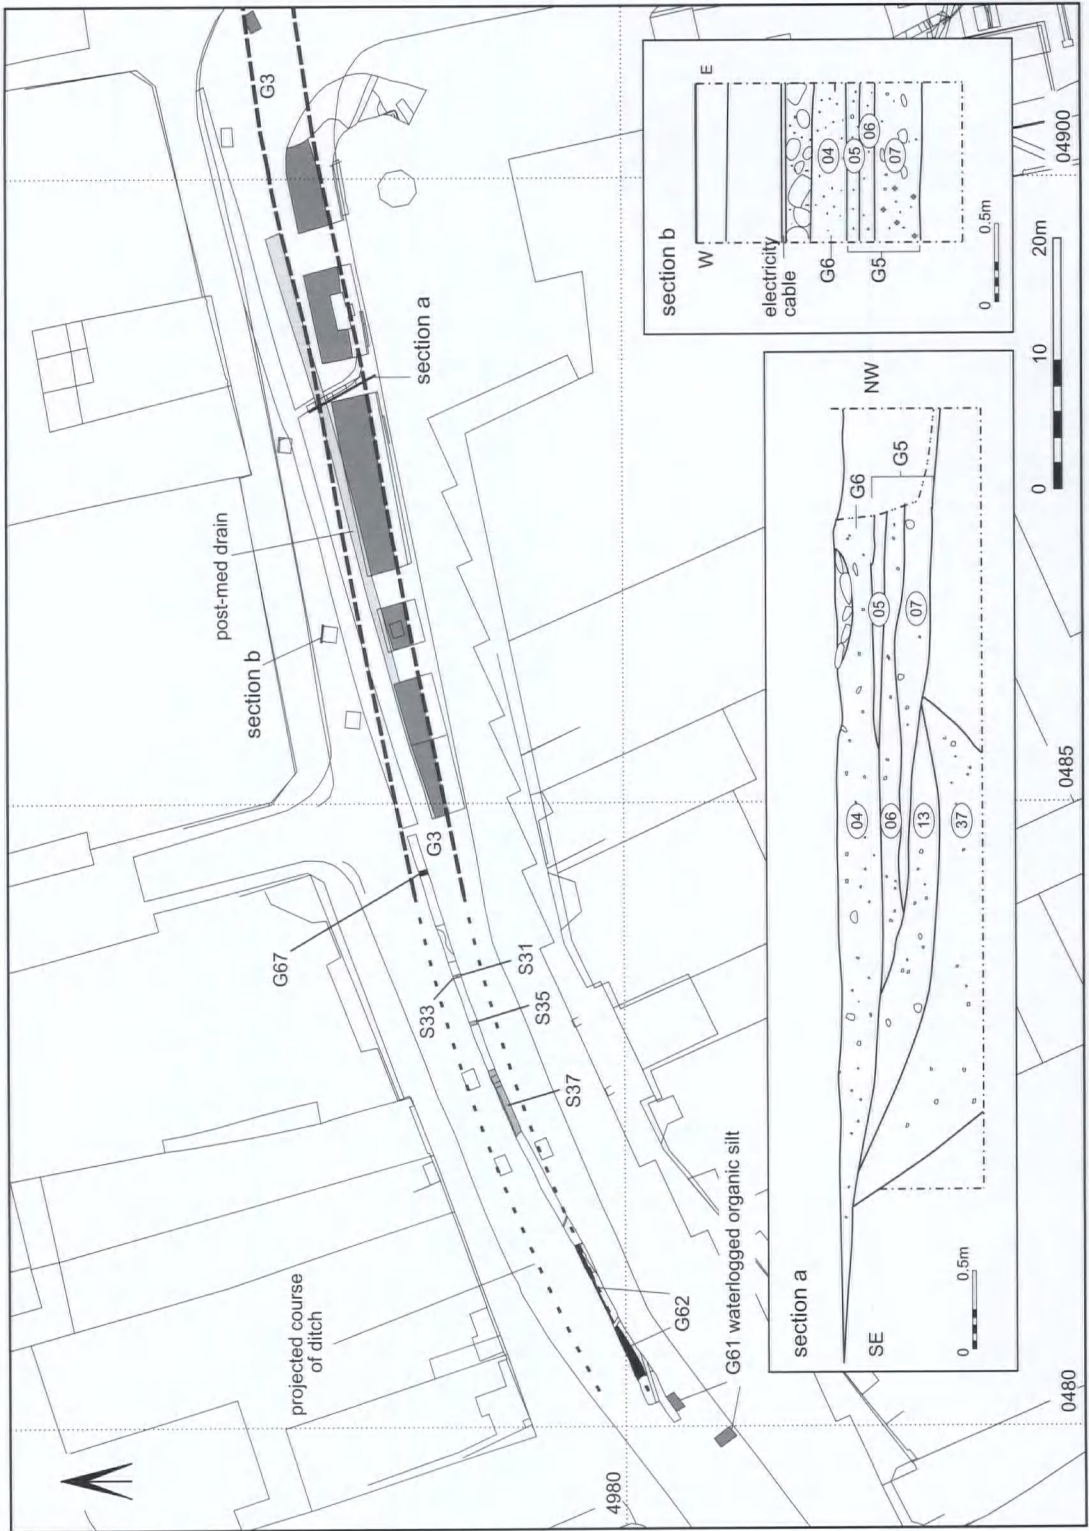 projected course
of ditch
G67
S33
S31
S35
S37
G62
G61 waterlogged organic silt
G3
post-med drain
section b
section a
G3
4980
0480
0485
04900
0 10 20m
section a
SE
NW
04
05
06
07
13
37
G6
G5
0 0.5m
section b
W
E
electricity
cable
04
05
06
07
G6
G5
0 0.5m